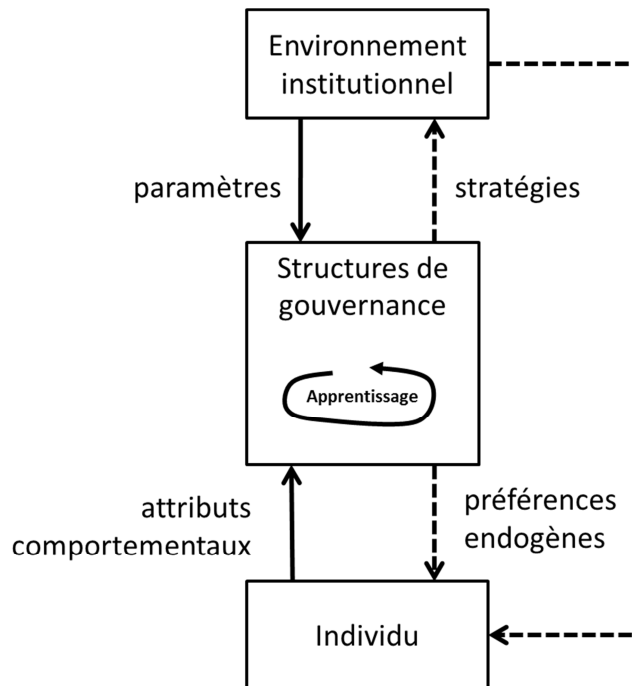 Environnement
institutionnel
paramètres
stratégies
Structures de
gouvernance
Apprentissage
attributs
comportementaux
préférences
endogènes
Individu